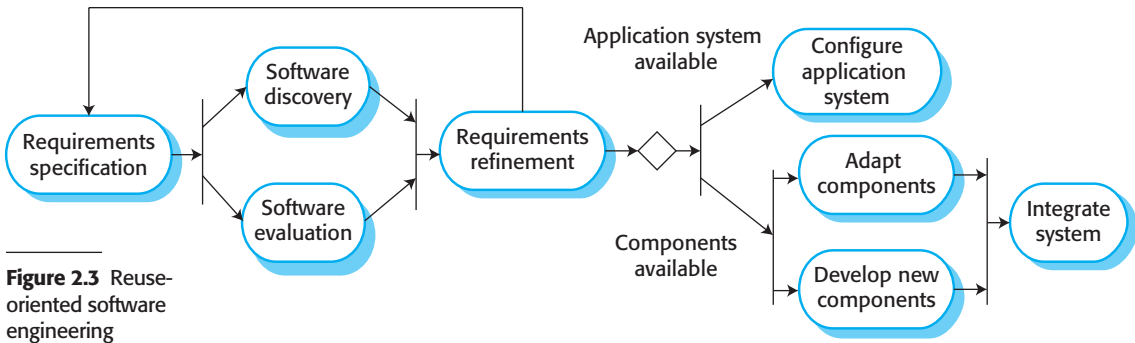 Requirements
specification
Software
discovery
Software
evaluation
Requirements
refinement
Application system
available
Configure
application
system
Components
available
Adapt
components
Develop new
components
Integrate
system
Figure 2.3 Reuse-
oriented software
engineering